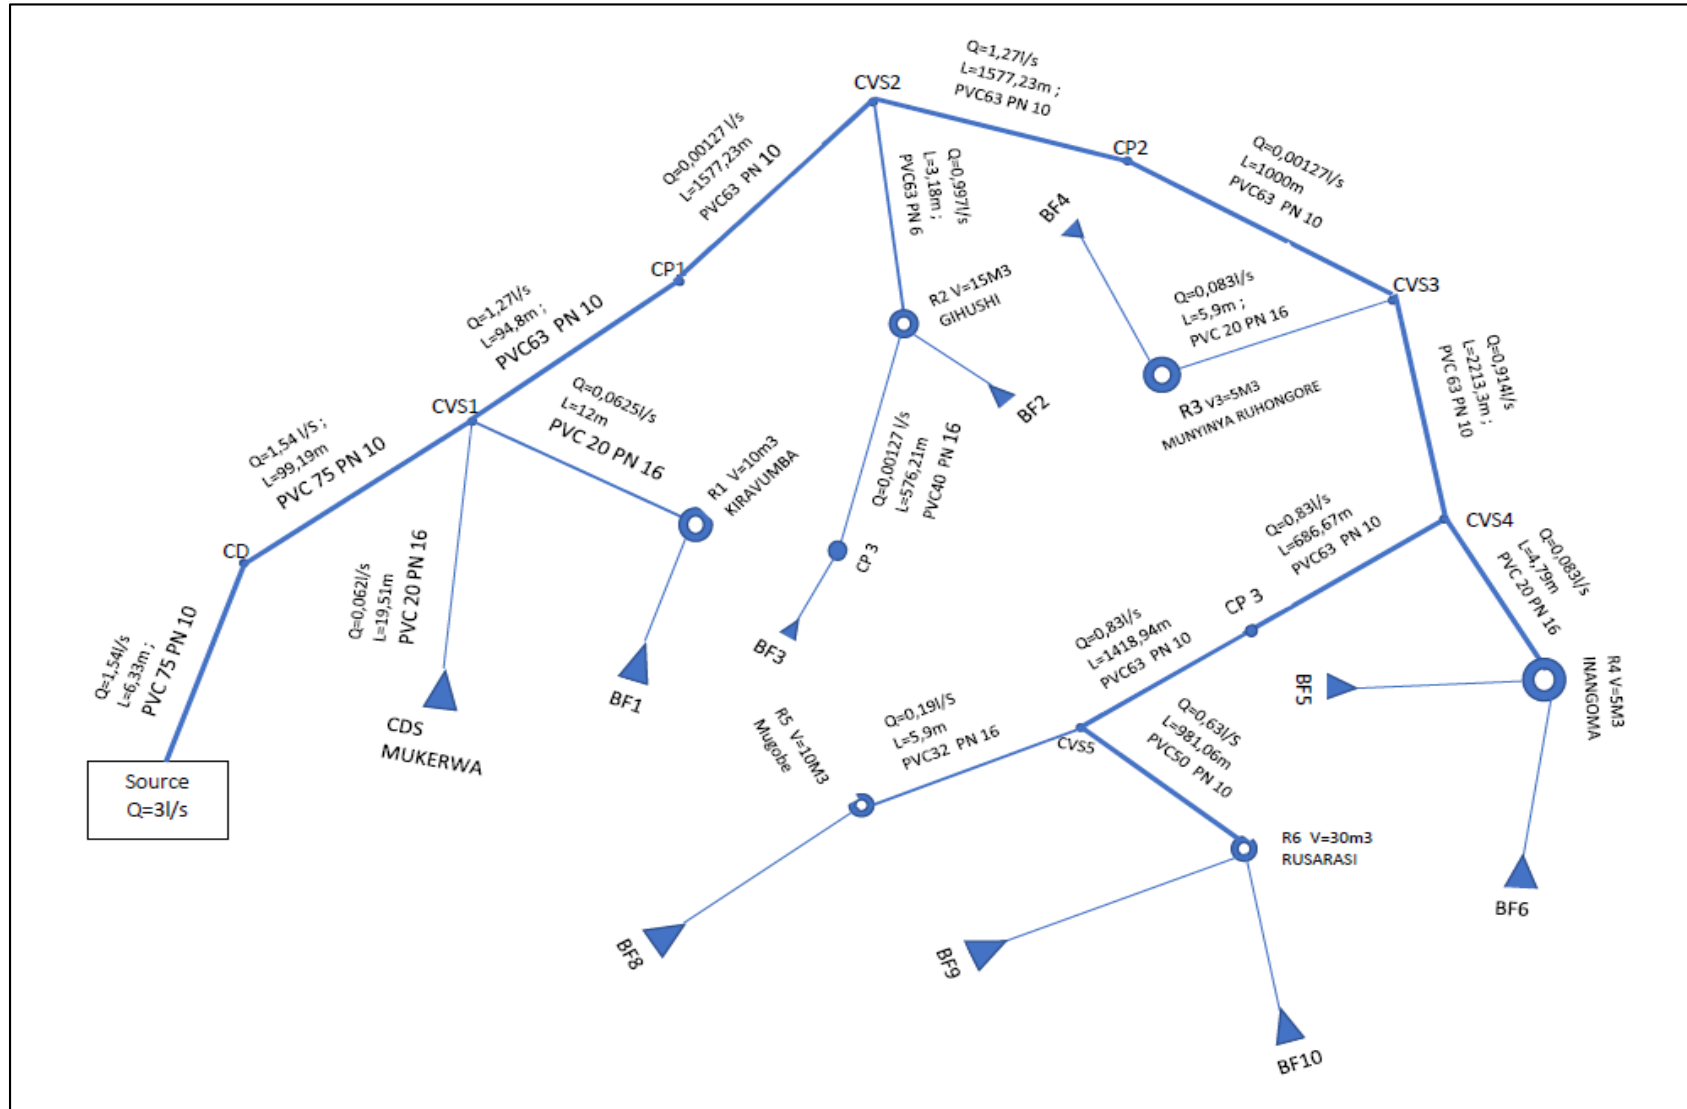 CVS2
Q=1,27l/s
L=1577,23m ;
PVC63 PN 10
Q=0,00127 l/s
L=1577,23m
PVC63 PN 10
CP2
Q=0,997l/s
L=3,18m ;
PVC63 PN 6
Q=0,00127l/s
L=1000m
PVC63 PN 10
BF4
CP1
CVS3
R2 V=15M3
GIHUSHI
Q=0,083l/s
L=5,9m ;
PVC 20 PN 16
Q=1,27l/s
L=94,8m ;
PVC63 PN 10
Q=0,914l/s
L=2213,3m ;
PVC 63 PN 10
CVS1
Q=0,0625l/s
L=12m
PVC 20 PN 16
BF2
R3 V3=5M3
MUNYINYA RUHONGORE
Q=1,54 l/S ;
L=99,19m
PVC 75 PN 10
R1 V=10m3
KIRAVUMBA
Q=0,00127 l/s
L=576,21m
PVC40 PN 16
CVS4
Q=0,83l/s
L=686,67m
PVC63 PN 10
Q=0,083l/s
L=4,79m
PVC 20 PN 16
CD
CP 3
Q=0,062l/s
L=19,51m
PVC 20 PN 16
CP 3
Q=1,54l/s
L=6,33m ;
PVC 75 PN 10
BF3
Q=0,83l/s
L=1418,94m
PVC63 PN 10
BF1
BF5
R4 V=5M3
INANGOMA
CDS
MUKERWA
R5 V=10M3
Mugobe
Q=0,19l/S
L=5,9m
PVC32 PN 16
CVS5
Q=0,63l/S
L=981,06m
PVC50 PN 10
Source
Q=3l/s
R6 V=30m3
RUSARASI
BF6
BF8
BF9
BF10